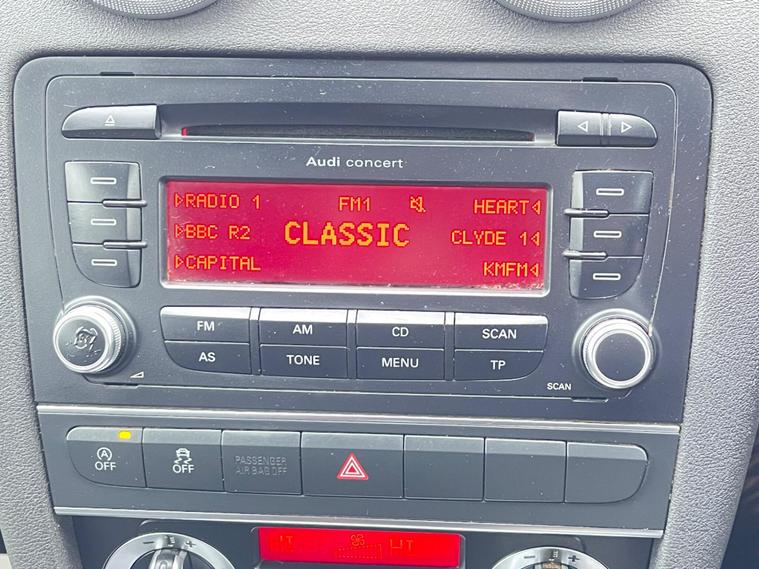 Audi concert
RADIO 1 FM1 HEART
BBC R2 CLASSIC CLYDE 1
CAPITAL KMFM
FM AM CD SCAN
AS TONE MENU TP
SCAN
A OFF OFF PASSENGER
AIR BAG OFF